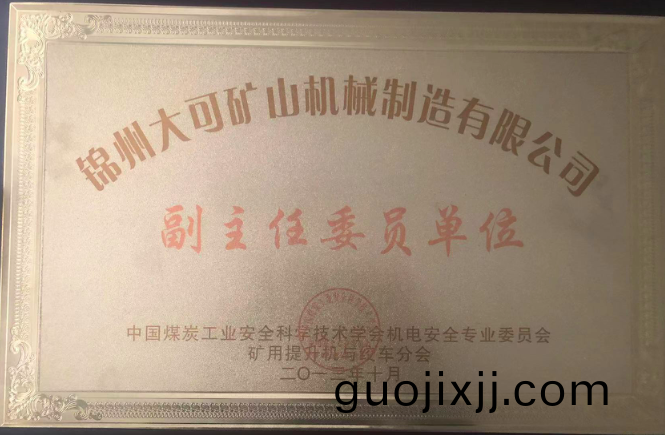 锦州大可矿山机械制造有限公司
副主任委员单位
中国煤炭工业安全科学技术学会机电安全专业委员会
矿用提升机与绞车分会
二〇一三年十月
guojixjj.com